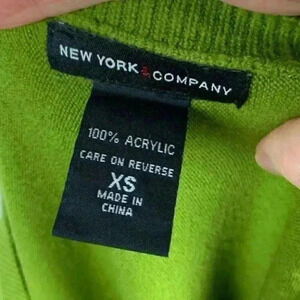 NEW YORK & COMPANY
100% ACRYLIC
CARE ON REVERSE
XS
MADE IN
CHINA